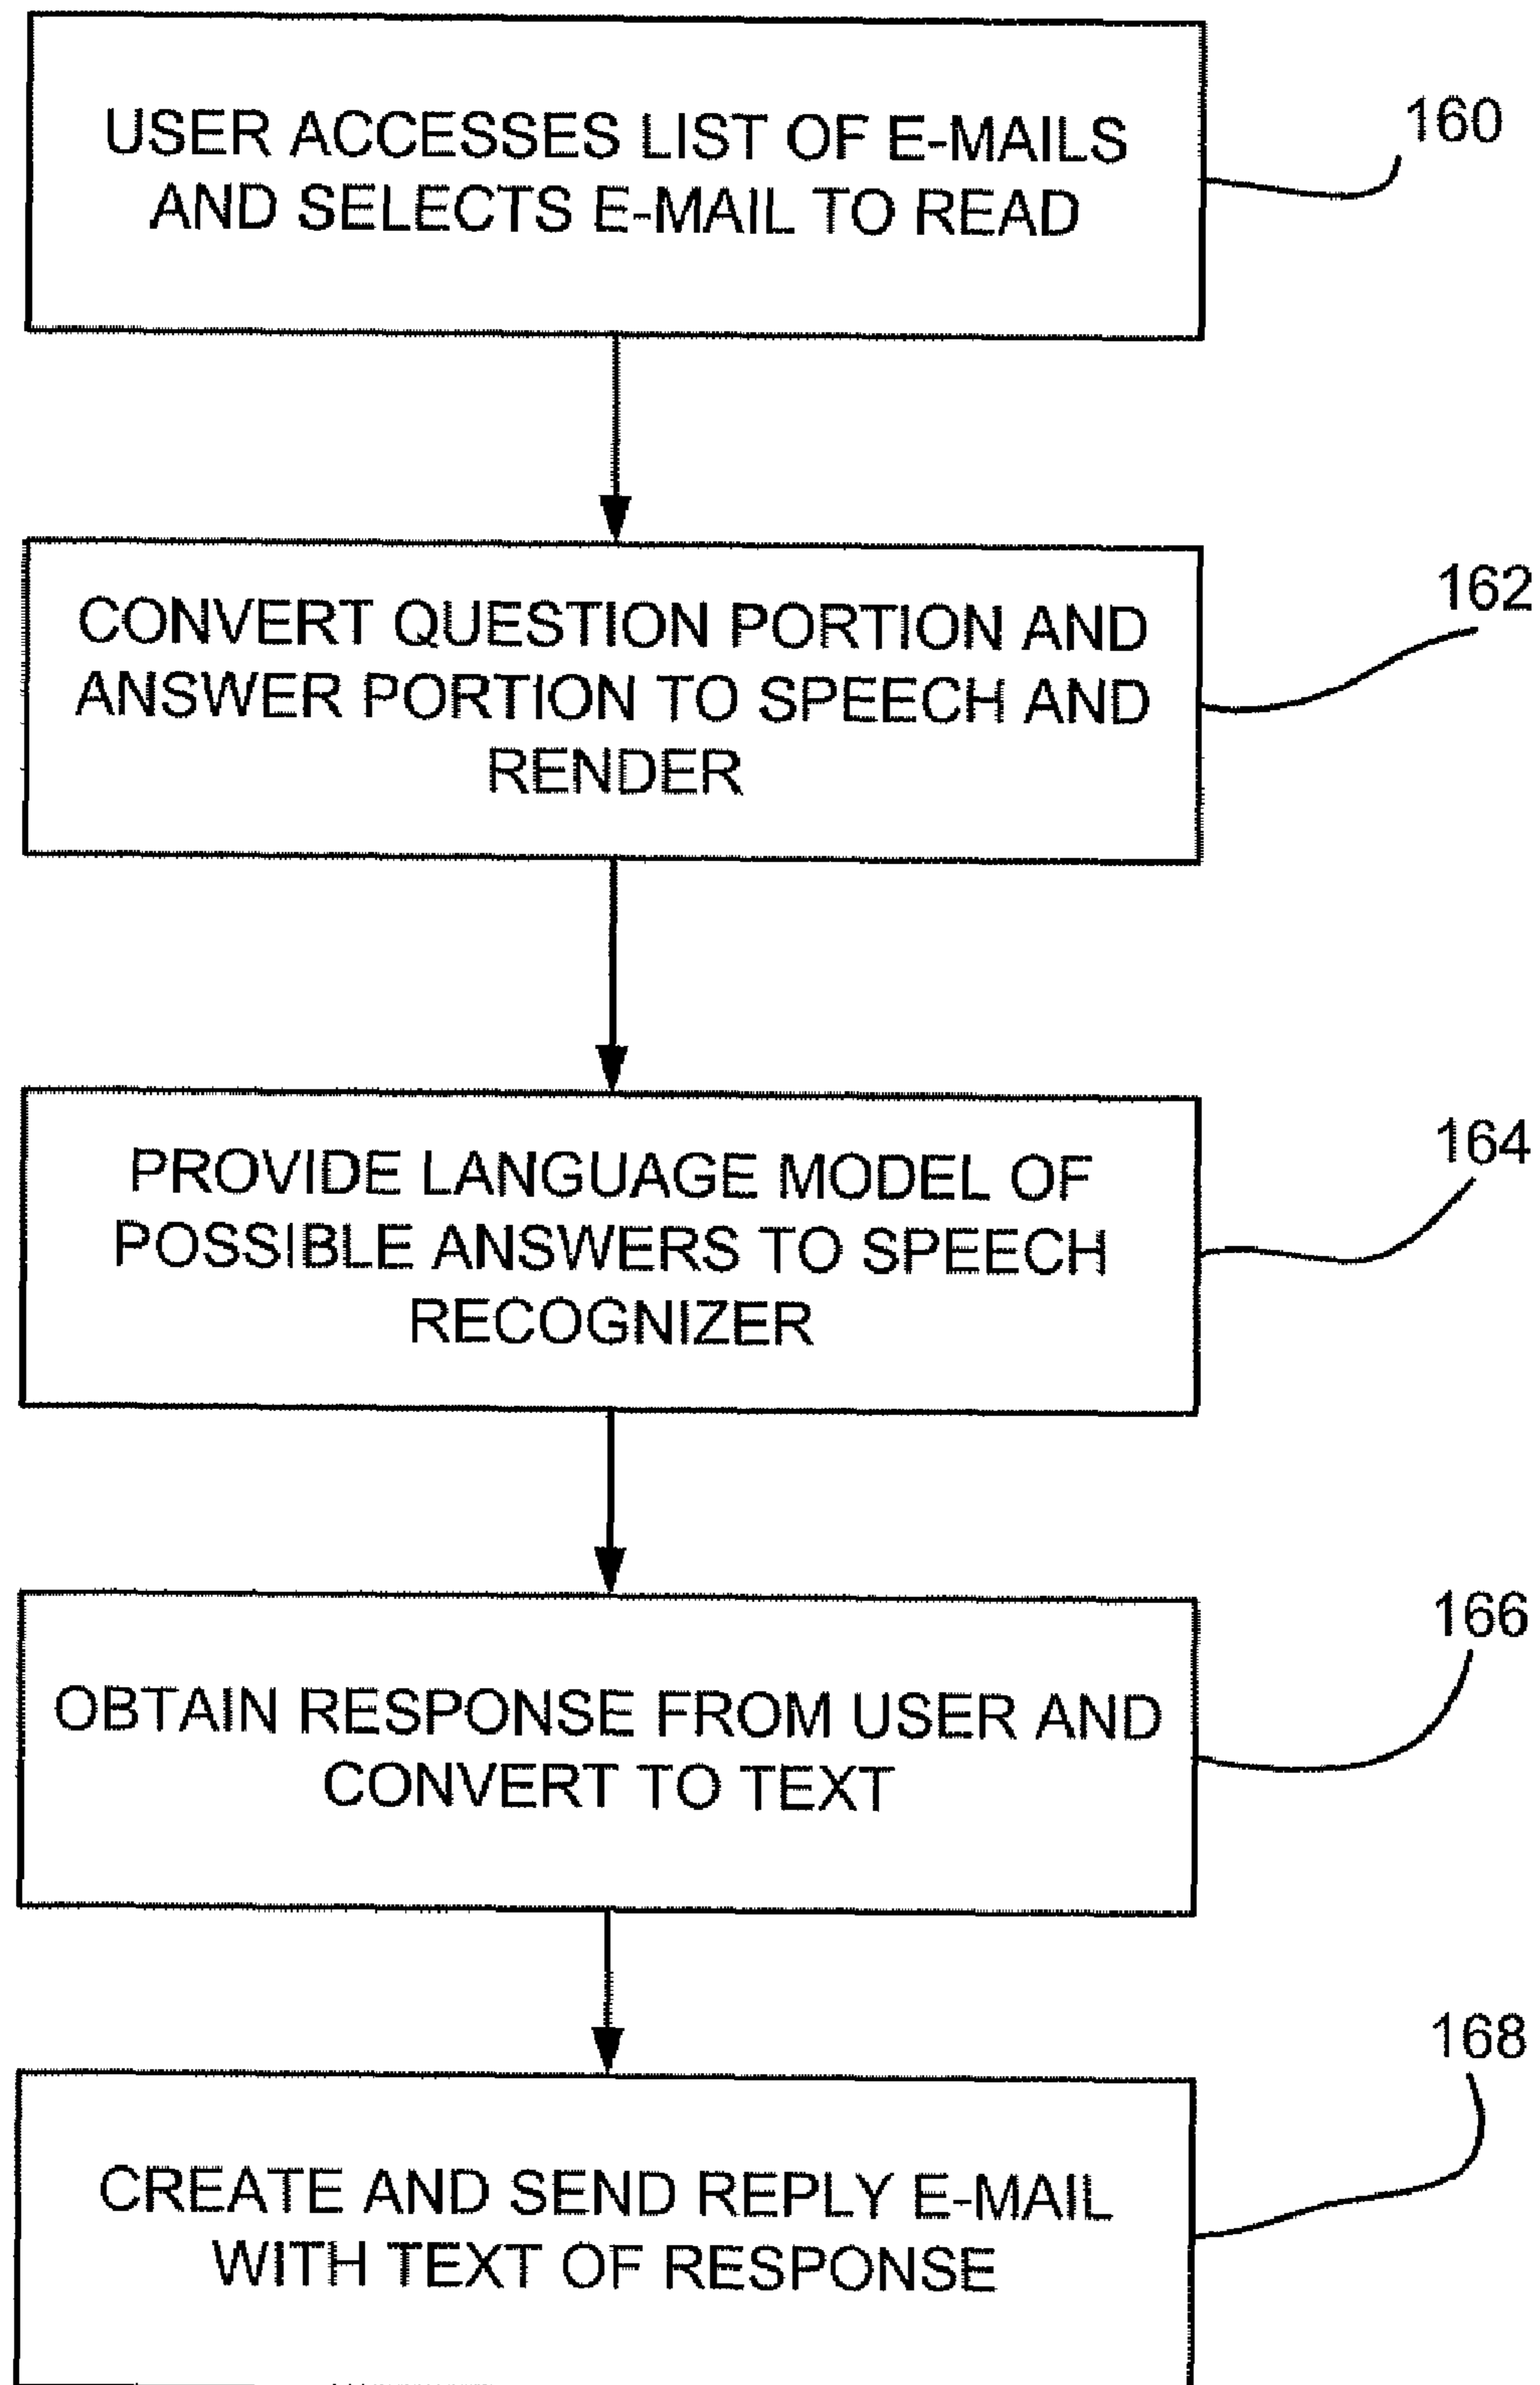 USER ACCESSES LIST OF E-MAILS
AND SELECTS E-MAIL TO READ
160
CONVERT QUESTION PORTION AND
ANSWER PORTION TO SPEECH AND
RENDER
162
PROVIDE LANGUAGE MODEL OF
POSSIBLE ANSWERS TO SPEECH
RECOGNIZER
164
OBTAIN RESPONSE FROM USER AND
CONVERT TO TEXT
166
CREATE AND SEND REPLY E-MAIL
WITH TEXT OF RESPONSE
168